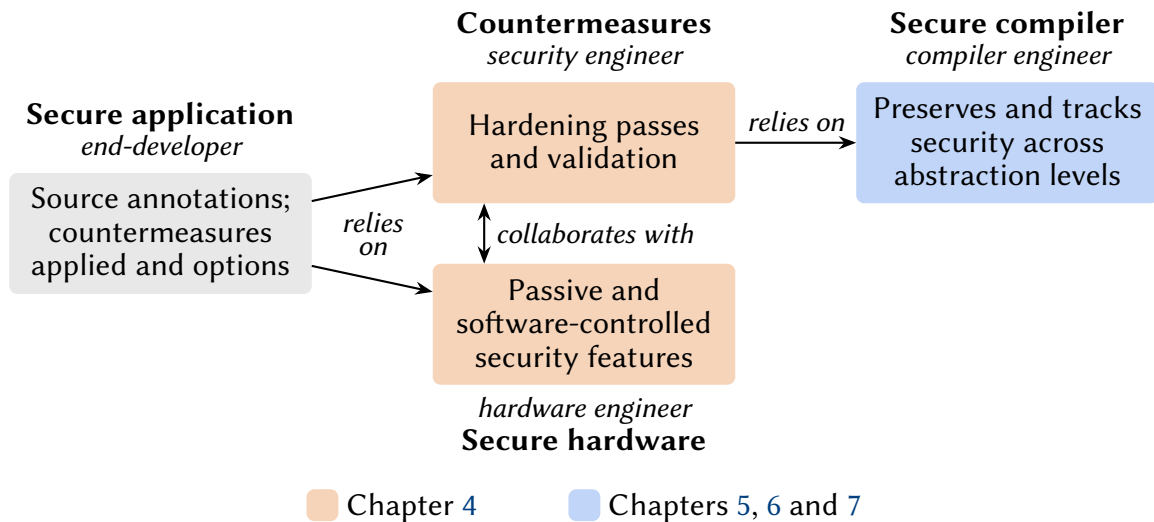 Secure application
end-developer
Source annotations;
countermeasures
applied and options
relies
on
Countermeasures
security engineer
Hardening passes
and validation
collaborates with
Passive and
software-controlled
security features
hardware engineer
Secure hardware
relies on
Secure compiler
compiler engineer
Preserves and tracks
security across
abstraction levels
Chapter 4
Chapters 5, 6 and 7